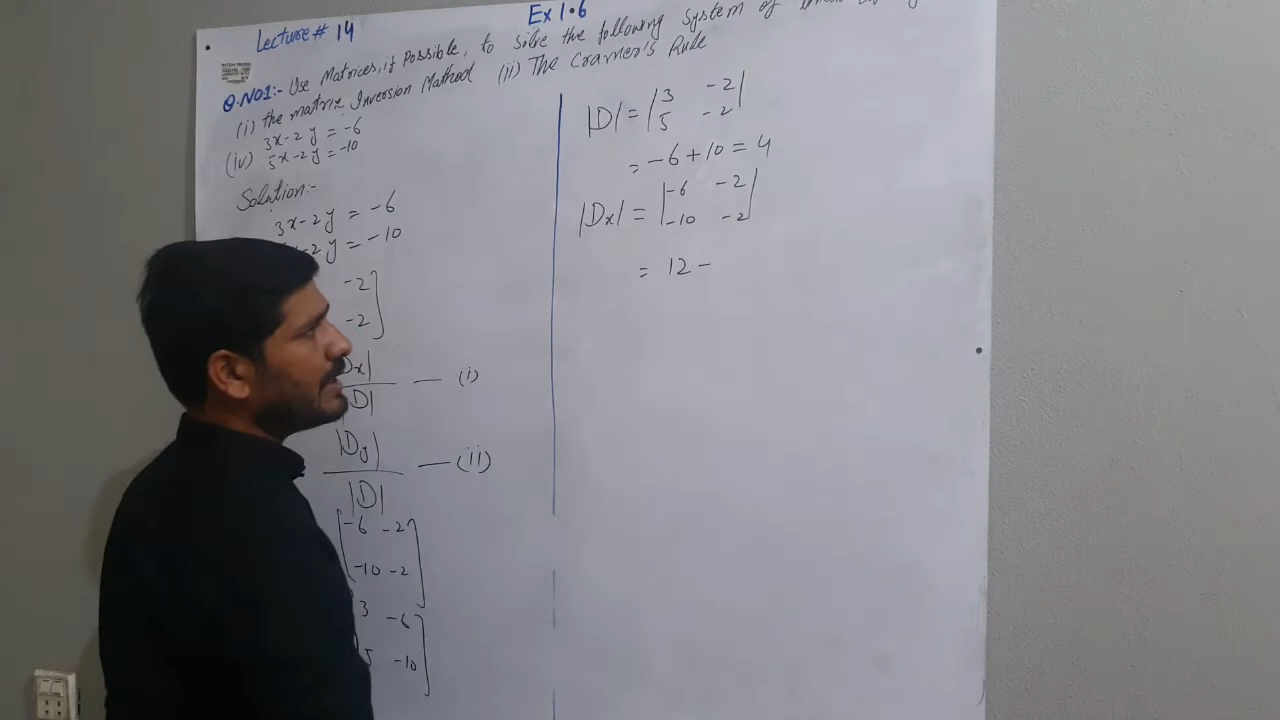 Ex 1.6
Lecture # 14
Q.NO1:- Use Matrices, if Possible, to solve the following System of
(i) the matrix Inversion Method (ii) The Cramer's Rule
(iv) 3x-2y = -6
5x-2y = -10
Solution:-
3x-2y = -6
x-2y = -10
-2]
-2]
Dx|
|D| — (i)
|Dy|
|D| — (ii)
[-6 -2]
[-10 -2]
3 -6]
5 -10]
|D| = |3 -2|
|5 -2|
= -6+10 = 4
|Dx| = |-6 -2|
|-10 -2|
= 12 -